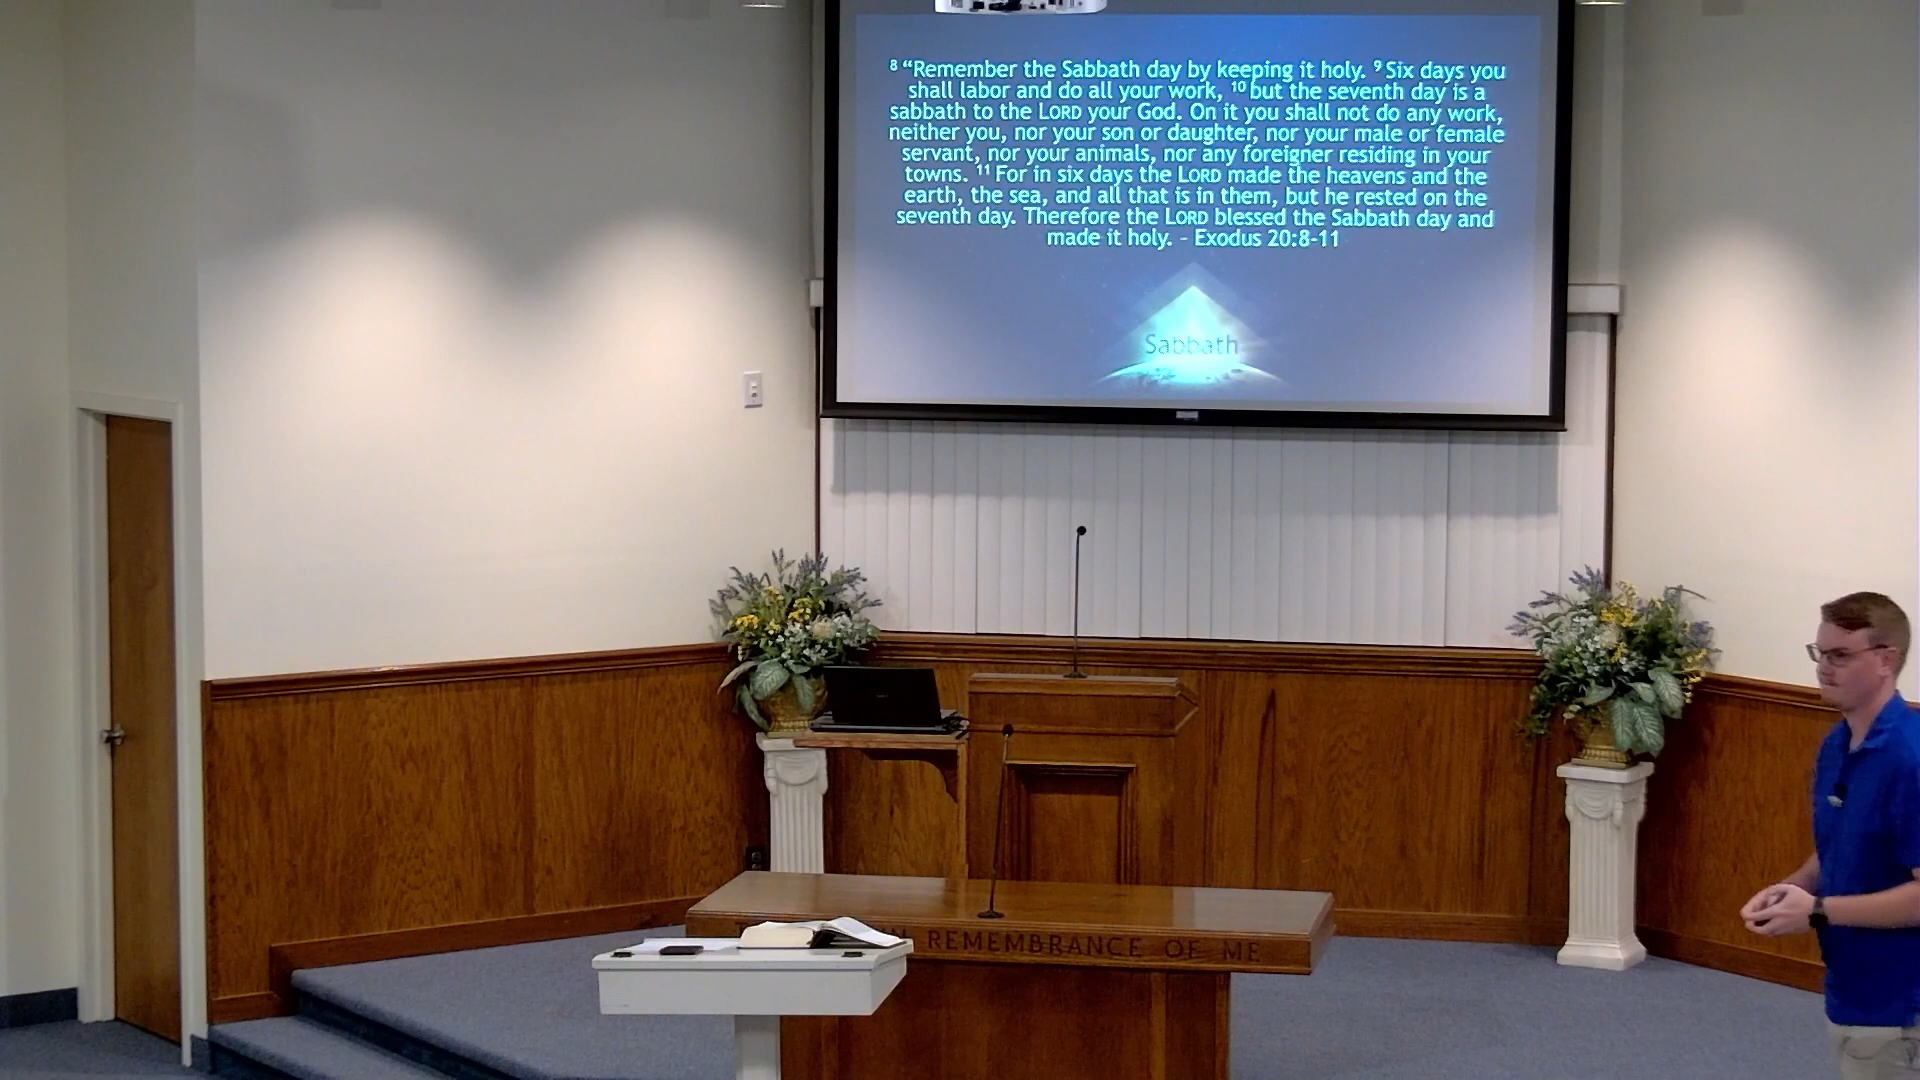 8 “Remember the Sabbath day by keeping it holy. 9 Six days you
shall labor and do all your work, 10 but the seventh day is a
sabbath to the LORD your God. On it you shall not do any work,
neither you, nor your son or daughter, nor your male or female
servant, nor your animals, nor any foreigner residing in your
towns. 11 For in six days the LORD made the heavens and the
earth, the sea, and all that is in them, but he rested on the
seventh day. Therefore the LORD blessed the Sabbath day and
made it holy. - Exodus 20:8-11
Sabbath
IN REMEMBRANCE OF ME